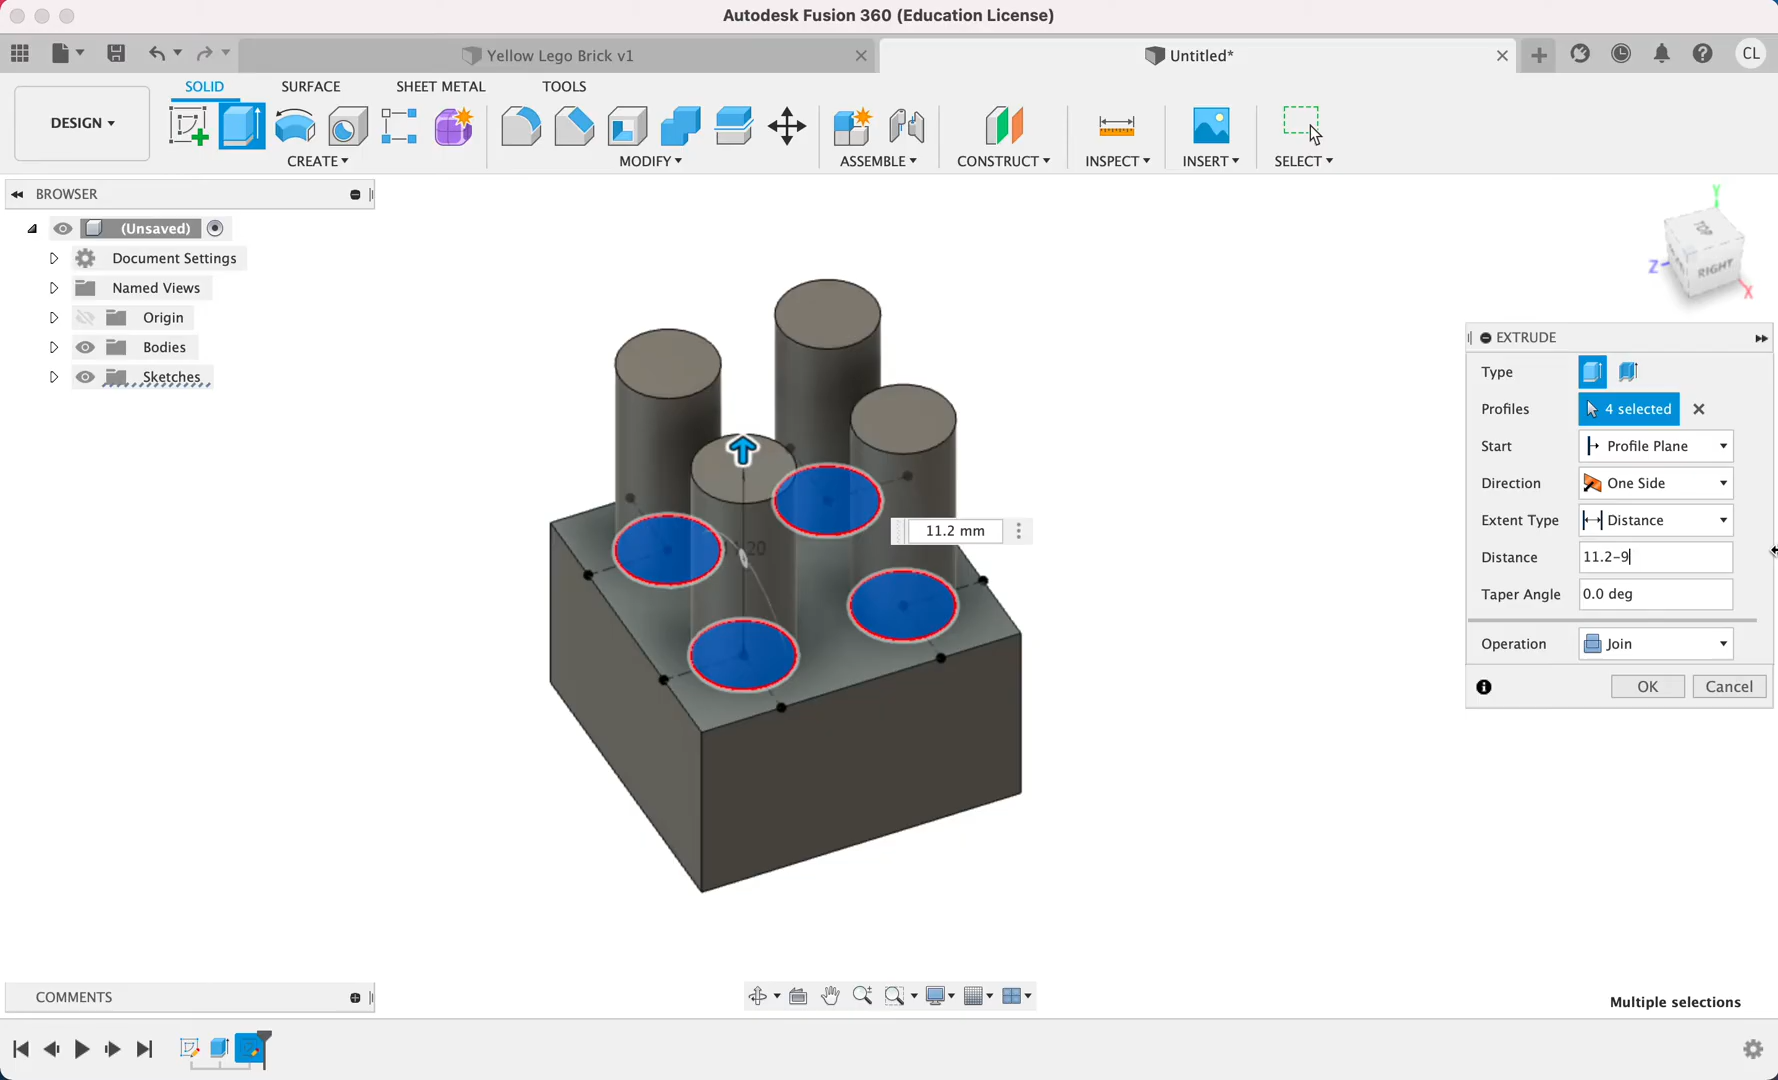 Autodesk Fusion 360 (Education License)
Yellow Lego Brick v1
Untitled*
CL
SOLID
SURFACE
SHEET METAL
TOOLS
DESIGN
CREATE
MODIFY
ASSEMBLE
CONSTRUCT
INSPECT
INSERT
SELECT
BROWSER
(Unsaved)
Document Settings
Named Views
Origin
Bodies
Sketches
Y
Z
X
TOP
RIGHT
11.2 mm
EXTRUDE
Type
Profiles
4 selected
Start
Profile Plane
Direction
One Side
Extent Type
Distance
Distance
11.2-9
Taper Angle
0.0 deg
Operation
Join
OK
Cancel
COMMENTS
Multiple selections